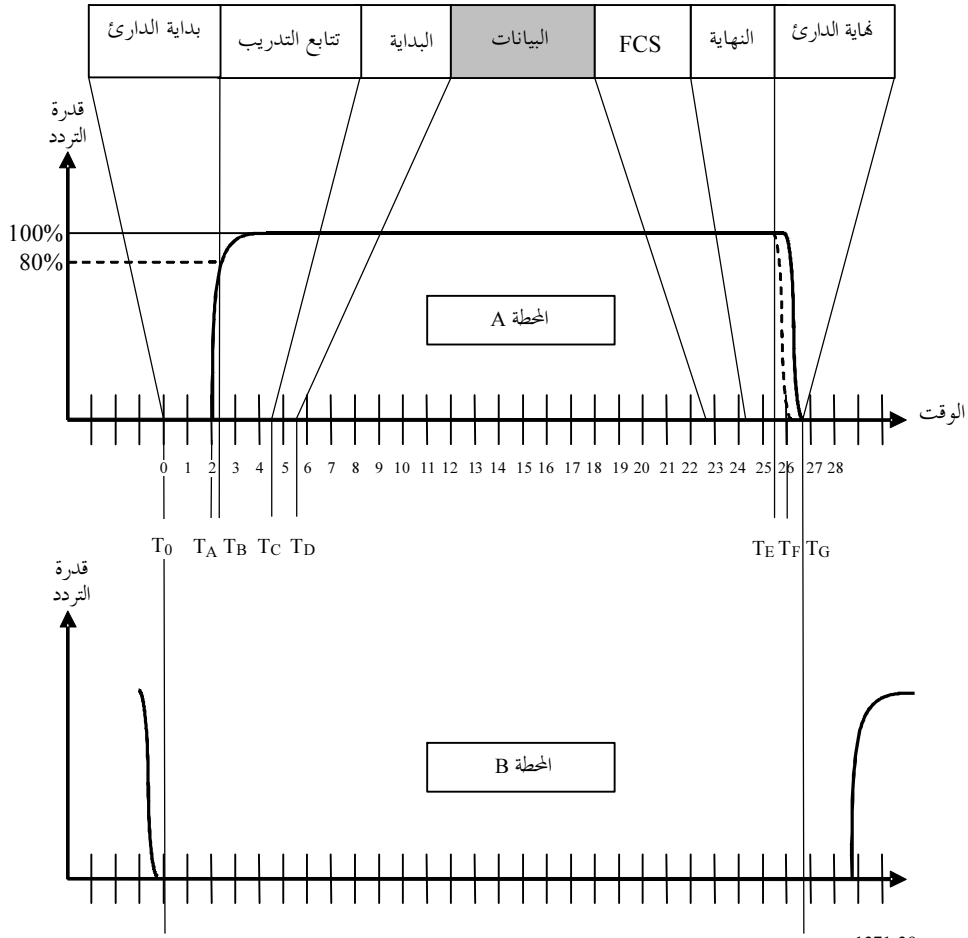 بداية الدارئ
تتابع التدريب
البداية
البيانات
FCS
النهاية
نهاية الدارئ
قدرة
التردد
100%
80%
المحطة A
الوقت
0 1 2 3 4 5 6 7 8 9 10 11 12 13 14 15 16 17 18 19 20 21 22 23 24 25 26 27 28
T0 TA TB TC TD TE TF TG
قدرة
التردد
المحطة B